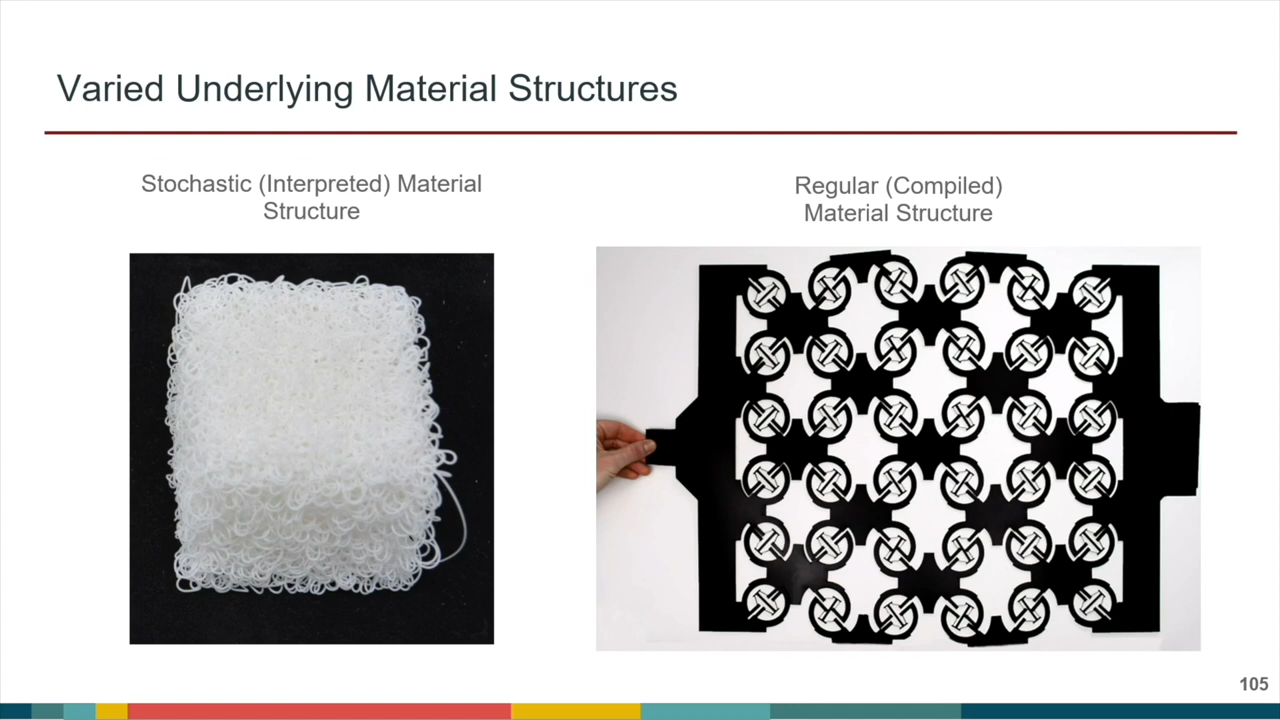 Varied Underlying Material Structures
Stochastic (Interpreted) Material
Structure
Regular (Compiled)
Material Structure
105